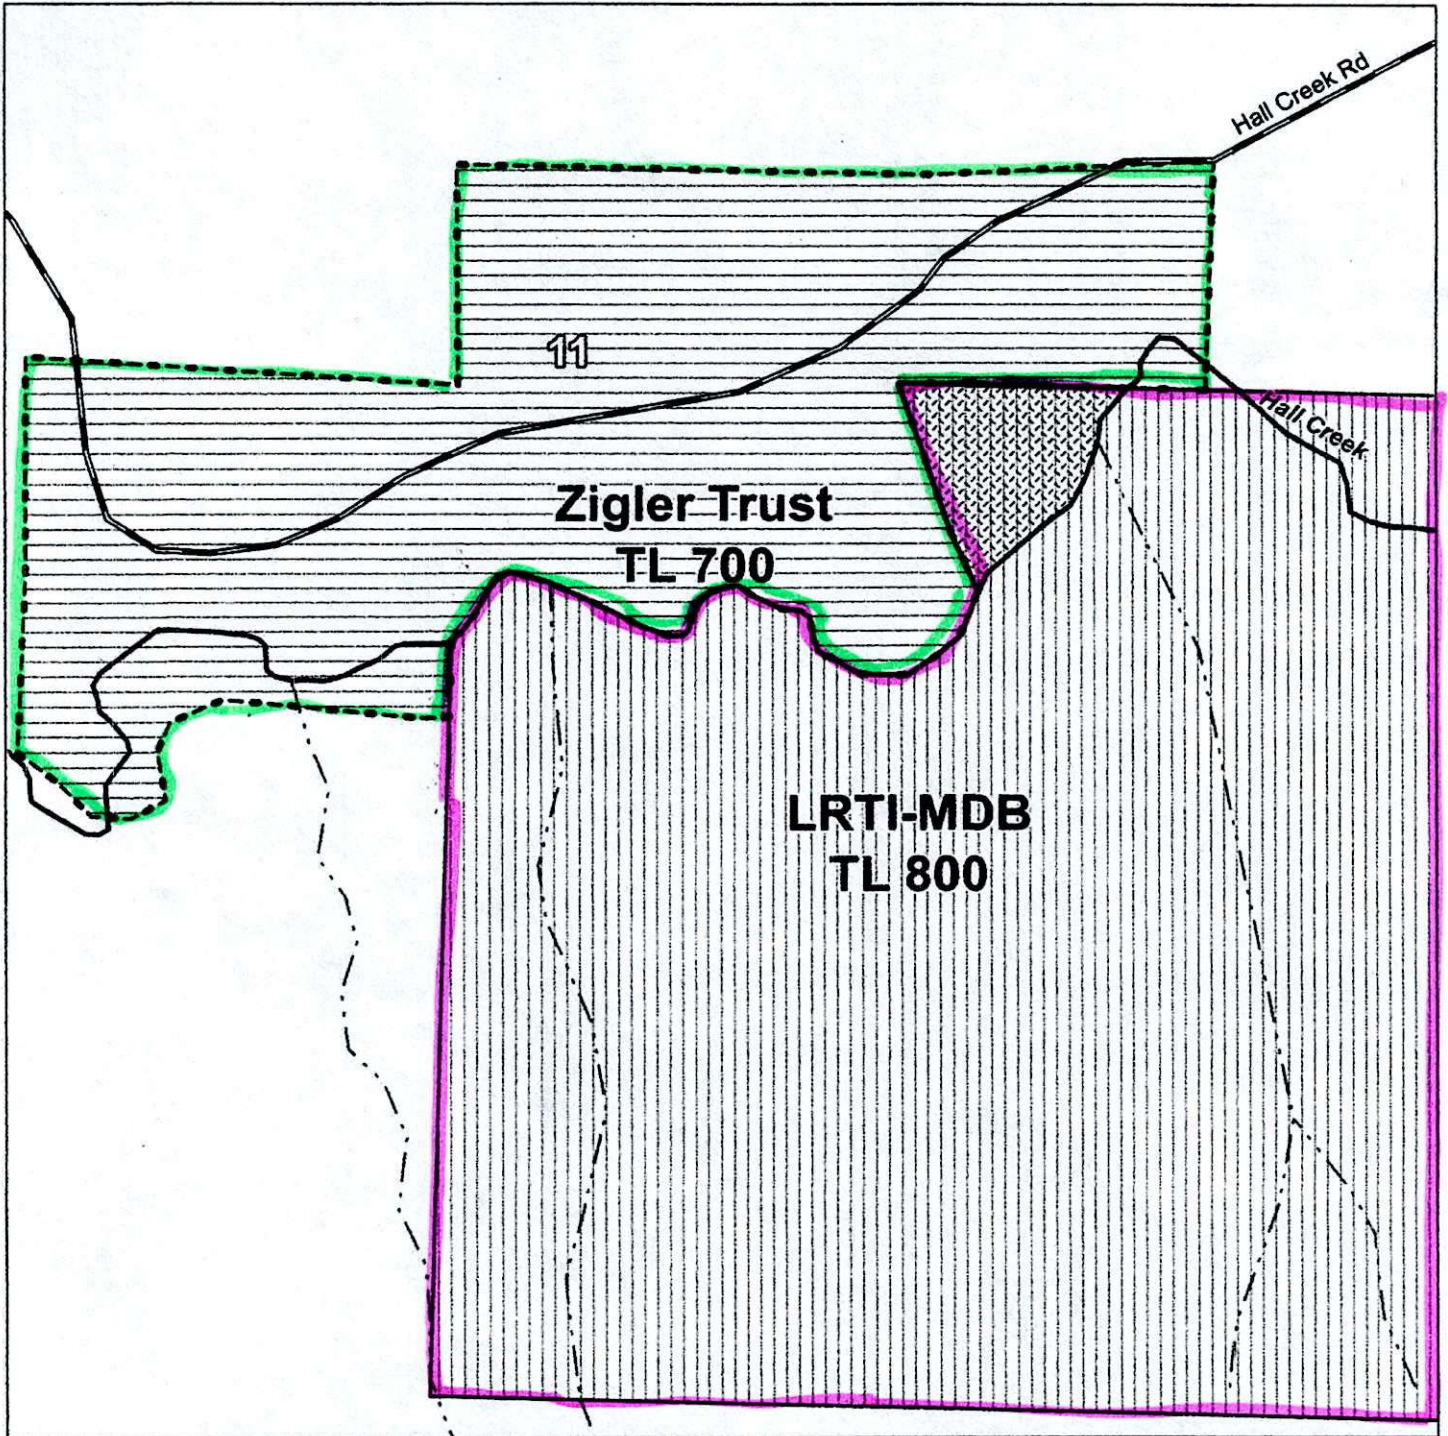 Hall Creek Rd
11
Hall Creek
Zigler Trust
TL 700
LRTI-MDB
TL 800